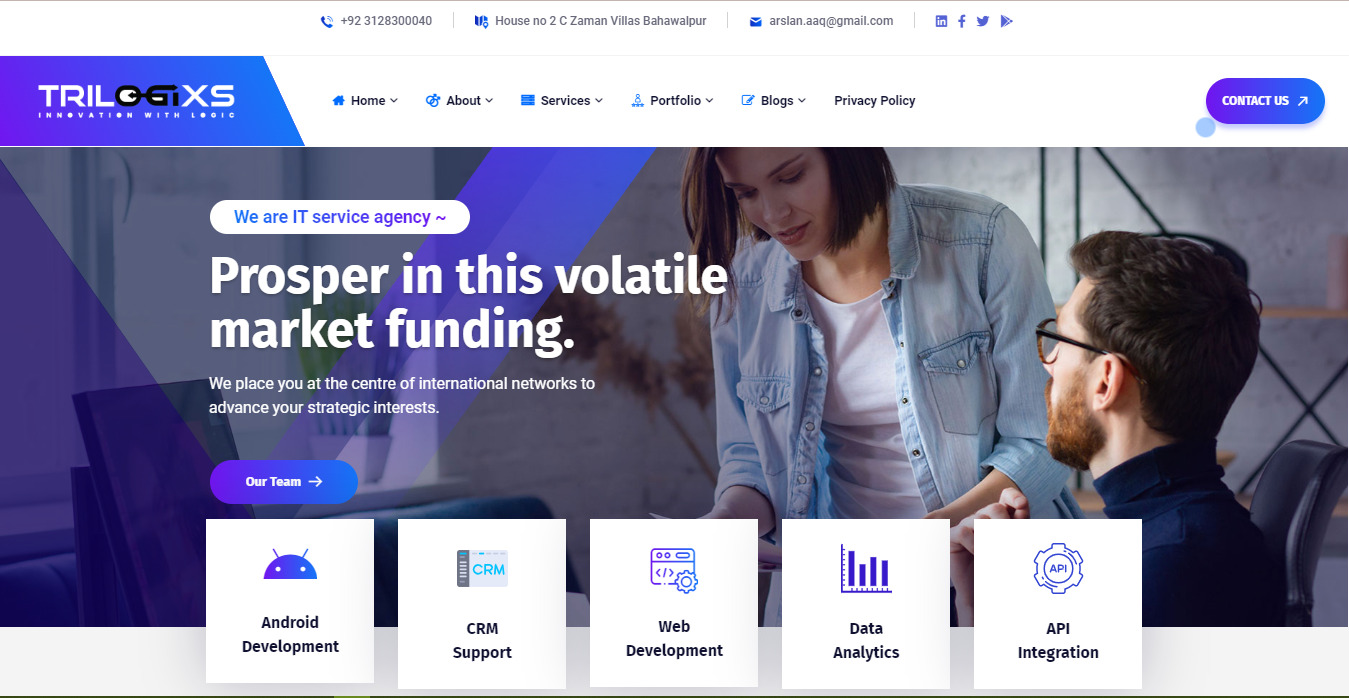 +92 3128300040
House no 2 C Zaman Villas Bahawalpur
arslan.aaq@gmail.com
TRILOGIXS
INNOVATION WITH LOGIC
Home
About
Services
Portfolio
Blogs
Privacy Policy
CONTACT US
We are IT service agency ~
Prosper in this volatile
market funding.
We place you at the centre of international networks to
advance your strategic interests.
Our Team
Android
Development
CRM
CRM
Support
Web
Development
Data
Analytics
API
API
Integration